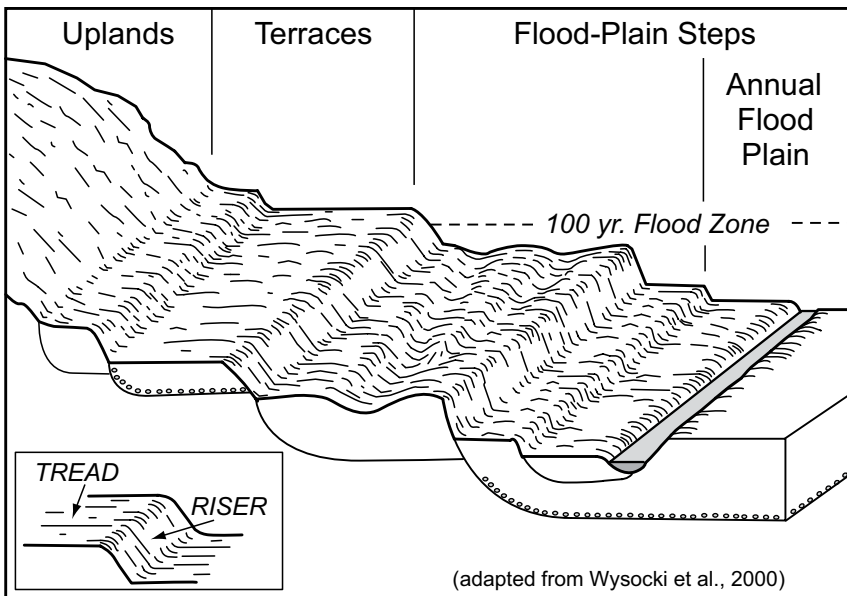 Uplands
Terraces
Flood-Plain Steps
Annual
Flood
Plain
100 yr. Flood Zone
TREAD
RISER
(adapted from Wysocki et al., 2000)